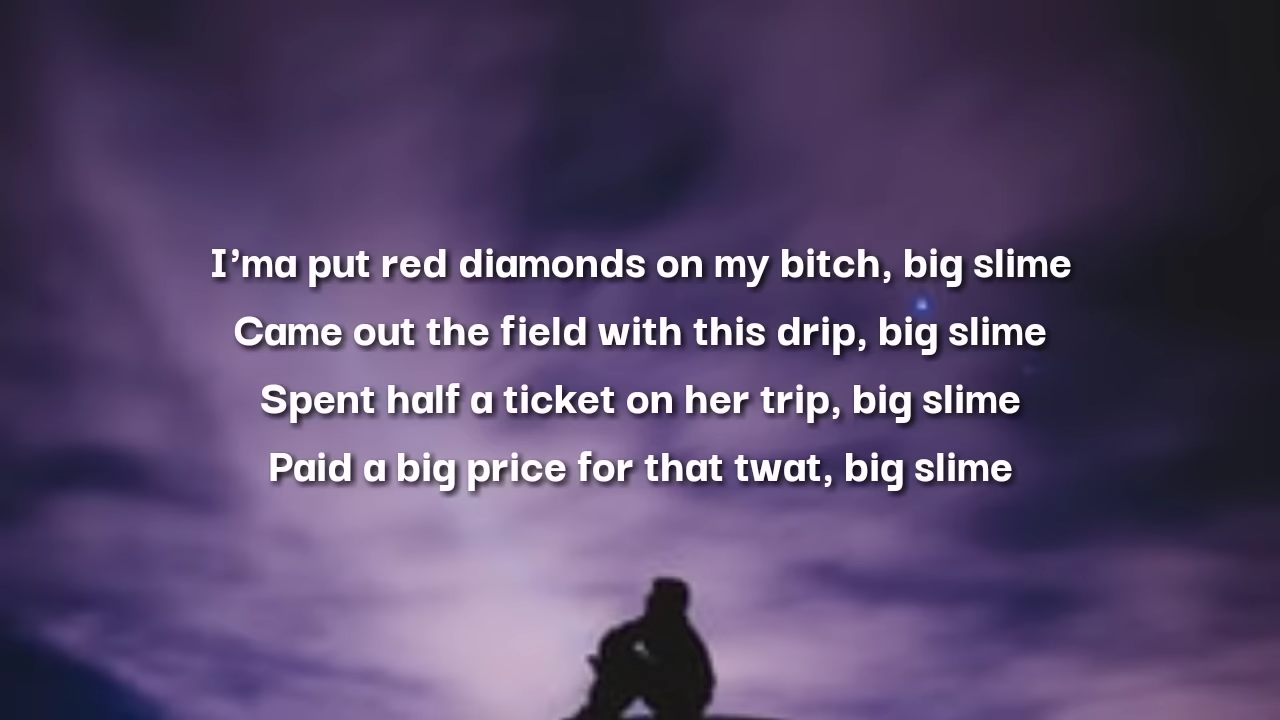 I'ma put red diamonds on my bitch, big slime
Came out the field with this drip, big slime
Spent half a ticket on her trip, big slime
Paid a big price for that twat, big slime